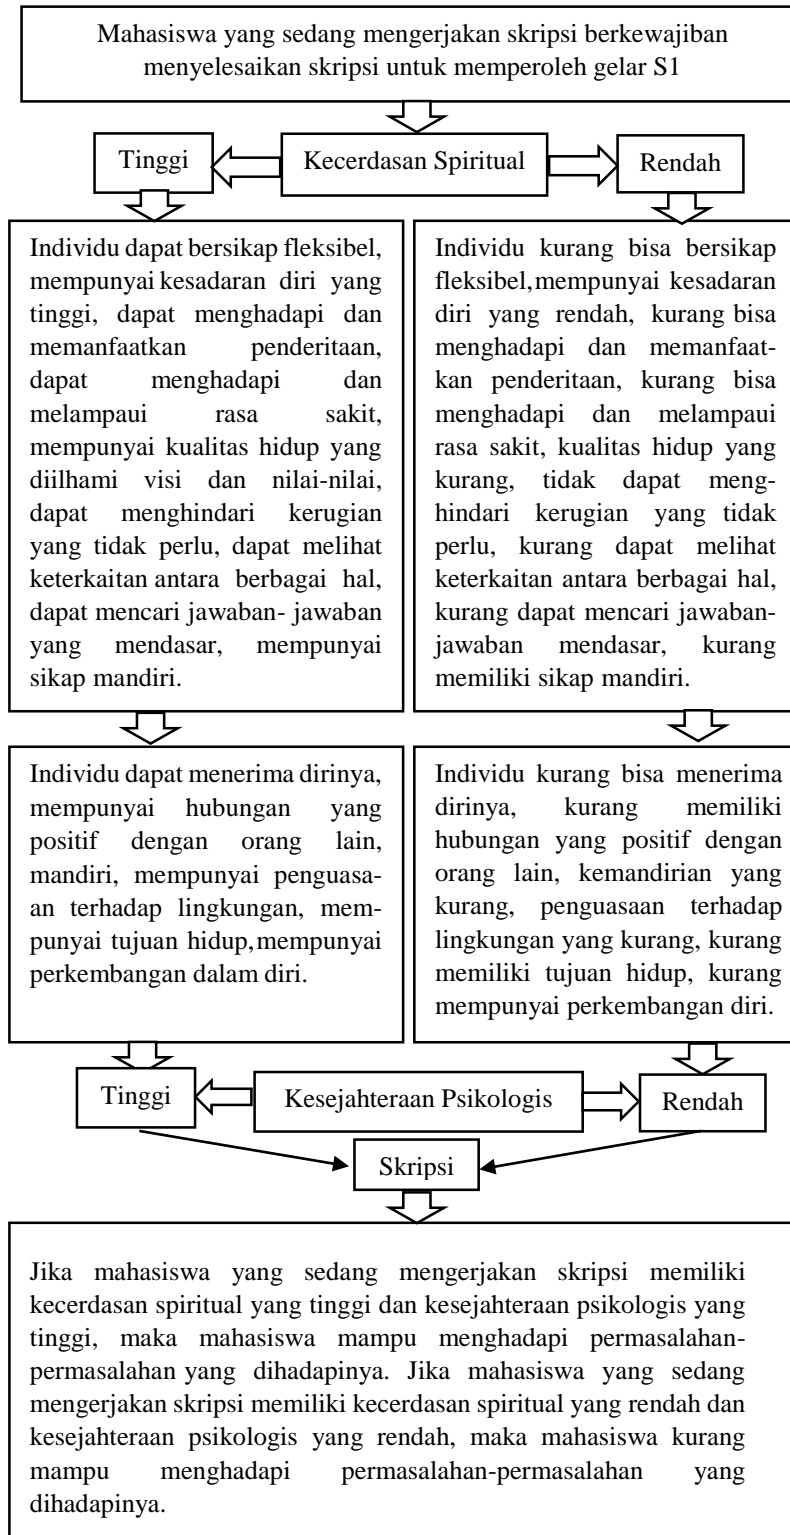 Mahasiswa yang sedang mengerjakan skripsi berkewajiban
menyelesaikan skripsi untuk memperoleh gelar S1
Tinggi
Kecerdasan Spiritual
Rendah
Individu dapat bersikap fleksibel,
mempunyai kesadaran diri yang
tinggi, dapat menghadapi dan
memanfaatkan penderitaan,
dapat menghadapi dan
melampaui rasa sakit,
mempunyai kualitas hidup yang
diilhami visi dan nilai-nilai,
dapat menghindari kerugian
yang tidak perlu, dapat melihat
keterkaitan antara berbagai hal,
dapat mencari jawaban- jawaban
yang mendasar, mempunyai
sikap mandiri.
Individu kurang bisa bersikap
fleksibel, mempunyai kesadaran
diri yang rendah, kurang bisa
menghadapi dan memanfaat-
kan penderitaan, kurang bisa
menghadapi dan melampaui
rasa sakit, kualitas hidup yang
kurang, tidak dapat meng-
hindari kerugian yang tidak
perlu, kurang dapat melihat
keterkaitan antara berbagai hal,
kurang dapat mencari jawaban-
jawaban mendasar, kurang
memiliki sikap mandiri.
Individu dapat menerima dirinya,
mempunyai hubungan yang
positif dengan orang lain,
mandiri, mempunyai penguasa-
an terhadap lingkungan, mem-
punyai tujuan hidup, mempunyai
perkembangan dalam diri.
Individu kurang bisa menerima
dirinya, kurang memiliki
hubungan yang positif dengan
orang lain, kemandirian yang
kurang, penguasaan terhadap
lingkungan yang kurang, kurang
memiliki tujuan hidup, kurang
mempunyai perkembangan diri.
Tinggi
Kesejahteraan Psikologis
Rendah
Skripsi
Jika mahasiswa yang sedang mengerjakan skripsi memiliki
kecerdasan spiritual yang tinggi dan kesejahteraan psikologis yang
tinggi, maka mahasiswa mampu menghadapi permasalahan-
permasalahan yang dihadapinya. Jika mahasiswa yang sedang
mengerjakan skripsi memiliki kecerdasan spiritual yang rendah dan
kesejahteraan psikologis yang rendah, maka mahasiswa kurang
mampu menghadapi permasalahan-permasalahan yang
dihadapinya.